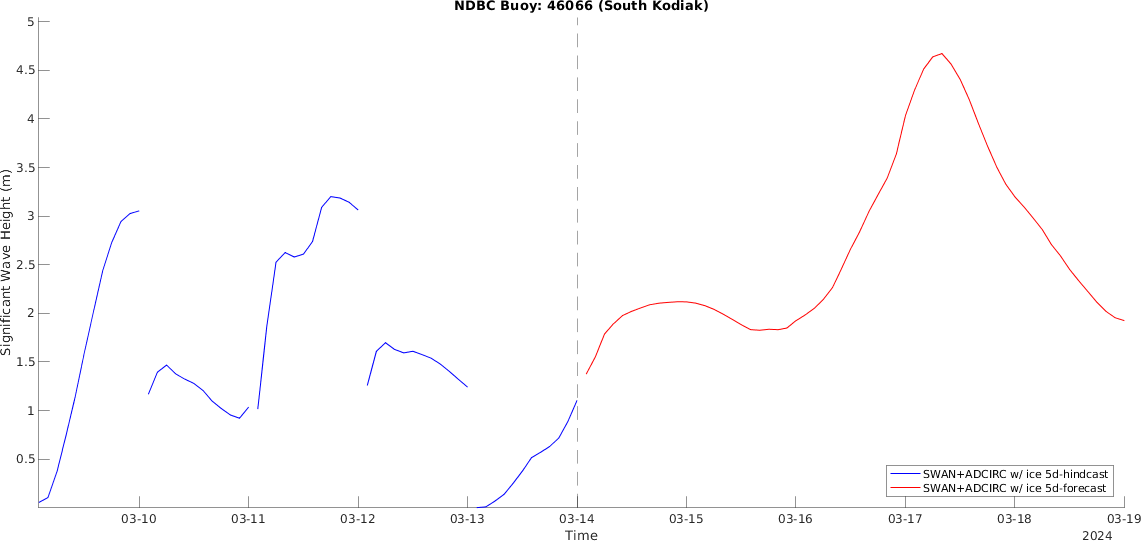 NDBC Buoy: 46066 (South Kodiak)
5
4.5
4
3.5
3
2.5
2
1.5
1
0.5
Significant Wave Height (m)
SWAN+ADCIRC w/ ice 5d-hindcast
SWAN+ADCIRC w/ ice 5d-forecast
03-10 03-11 03-12 03-13 03-14 03-15 03-16 03-17 03-18 03-19
Time
2024